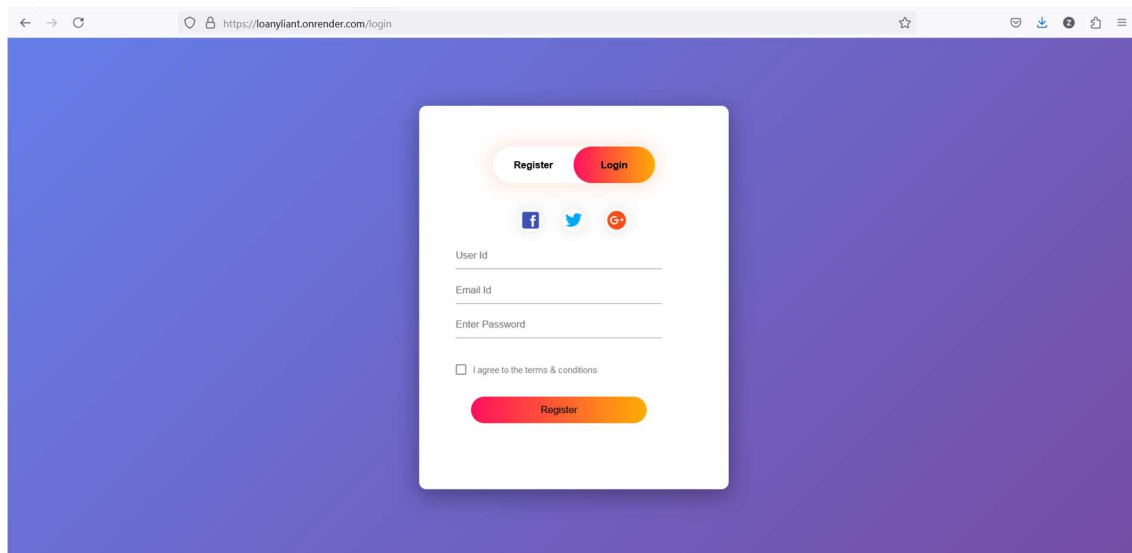 https://loanyliant.onrender.com/login
Z
Register Login
f G+
User Id
Email Id
Enter Password
I agree to the terms & conditions
Register